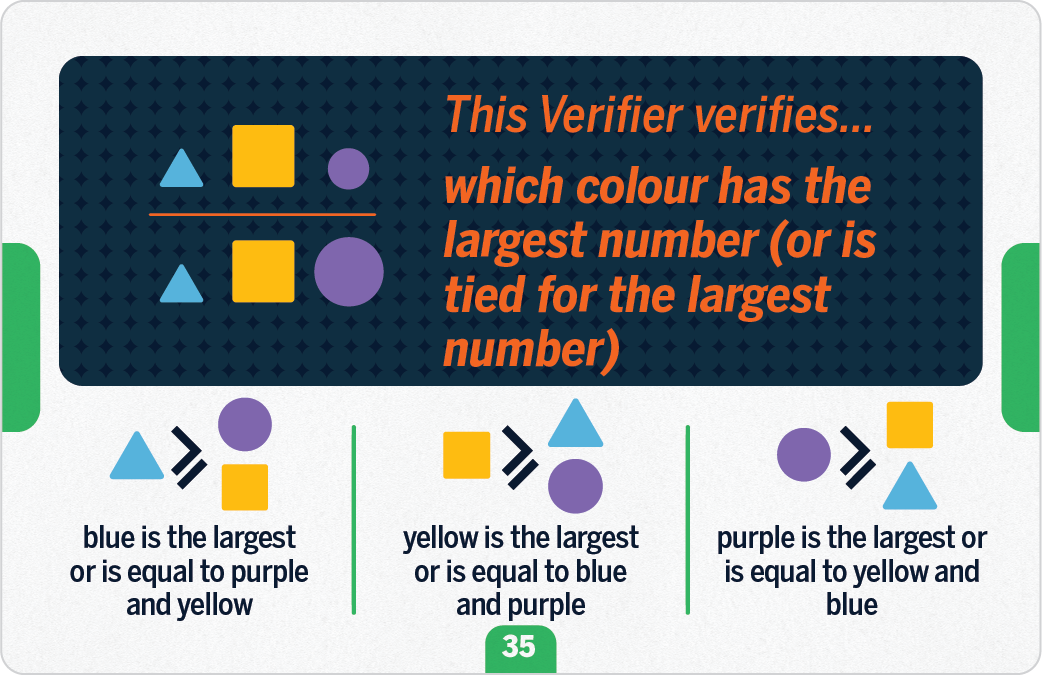 This Verifier verifies...
which colour has the
largest number (or is
tied for the largest
number)
blue is the largest
or is equal to purple
and yellow
yellow is the largest
or is equal to blue
and purple
purple is the largest or
is equal to yellow and
blue
35